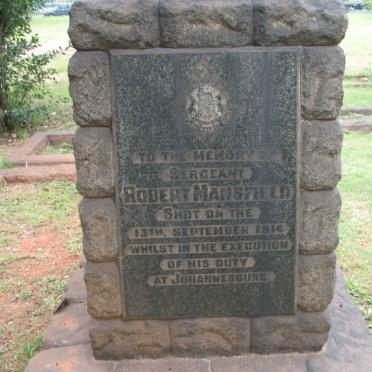 TO THE MEMORY OF
SERGEANT
ROBERT MANSFIELD
SHOT ON THE
13TH, SEPTEMBER 1914
WHILST IN THE EXECUTION
OF HIS DUTY
AT JOHANNESBURG.